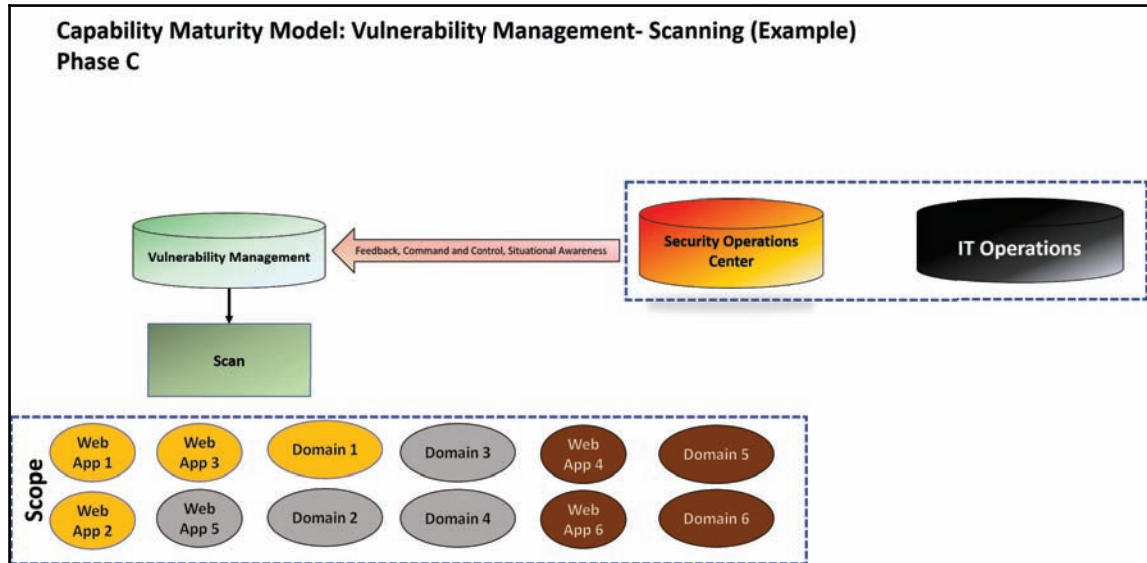 Capability Maturity Model: Vulnerability Management- Scanning (Example)
Phase C
Vulnerability Management
Feedback, Command and Control, Situational Awareness
Security Operations
Center
IT Operations
Scan
Scope
Web
App 1
Web
App 3
Domain 1
Domain 3
Web
App 4
Domain 5
Web
App 2
Web
App 5
Domain 2
Domain 4
Web
App 6
Domain 6